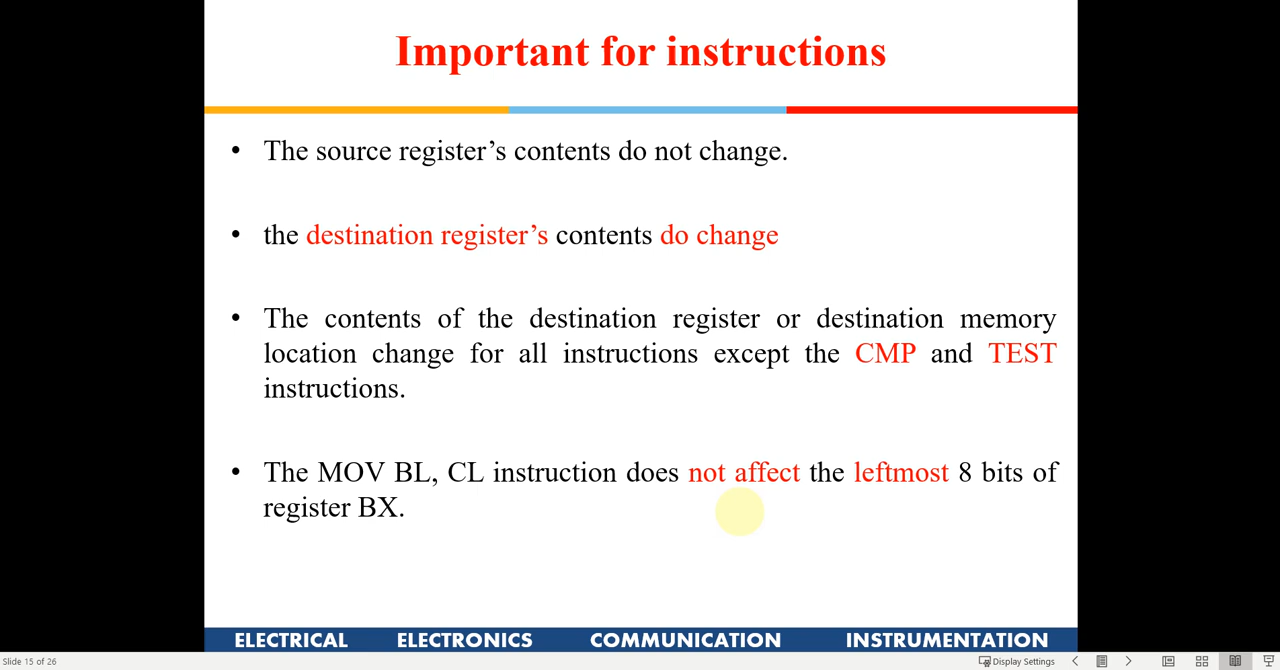 Important for instructions
• The source register’s contents do not change.
• the destination register’s contents do change
• The contents of the destination register or destination memory
location change for all instructions except the CMP and TEST
instructions.
• The MOV BL, CL instruction does not affect the leftmost 8 bits of
register BX.
ELECTRICAL ELECTRONICS COMMUNICATION INSTRUMENTATION
Slide 15 of 26 Display Settings